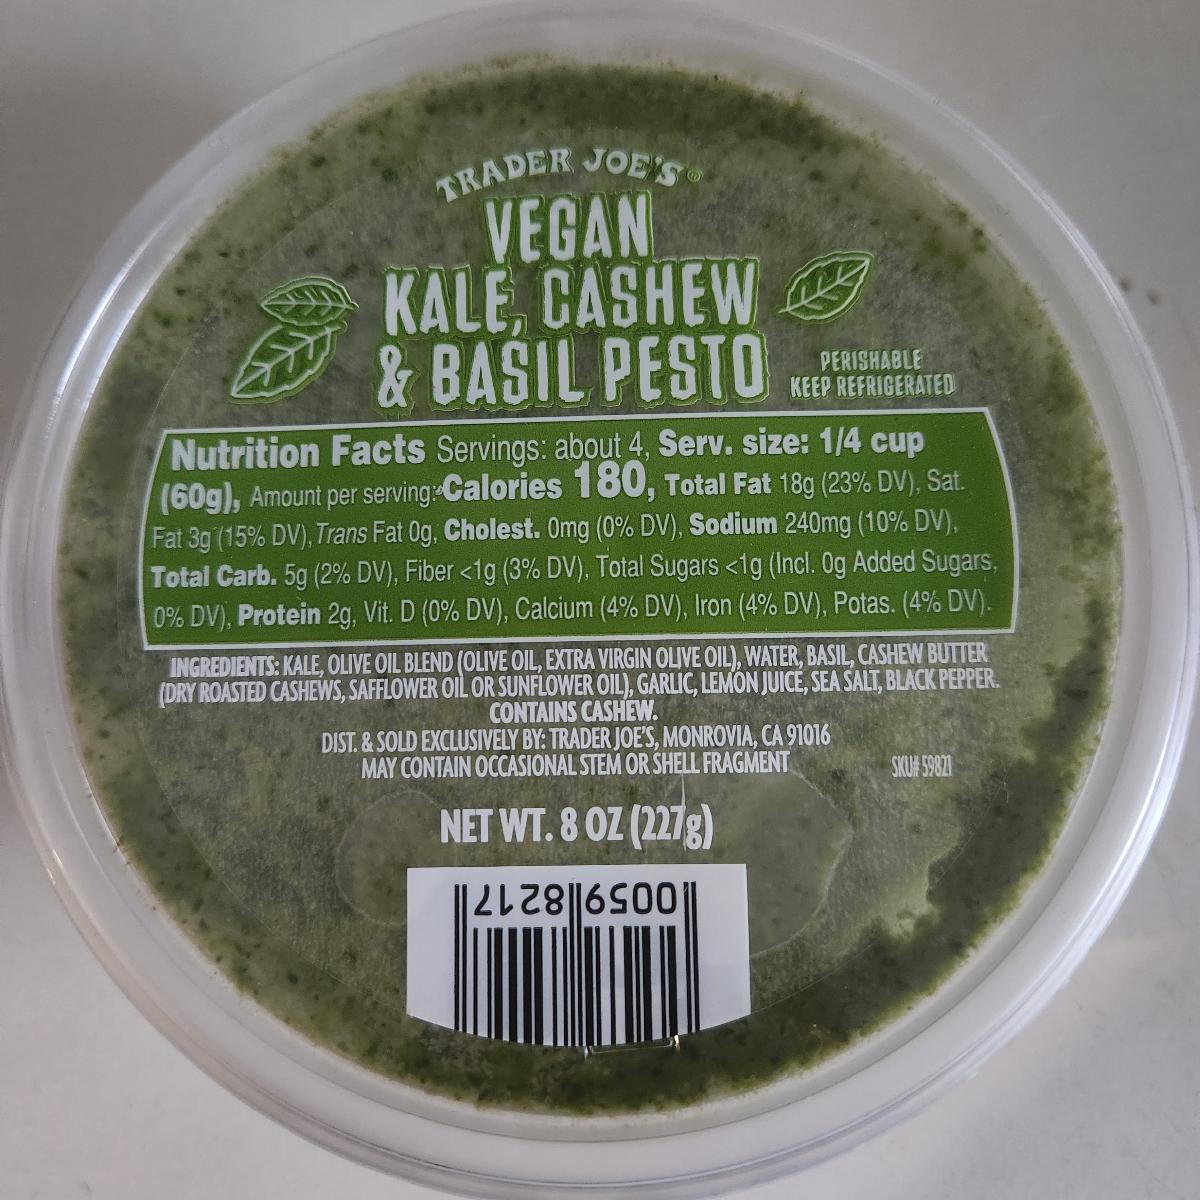 TRADER JOE'S®
VEGAN
KALE, CASHEW
& BASIL PESTO
PERISHABLE
KEEP REFRIGERATED
Nutrition Facts Servings: about 4, Serv. size: 1/4 cup
(60g), Amount per serving: Calories 180, Total Fat 18g (23% DV), Sat.
Fat 3g (15% DV), Trans Fat 0g, Cholest. 0mg (0% DV), Sodium 240mg (10% DV),
Total Carb. 5g (2% DV), Fiber <1g (3% DV), Total Sugars <1g (Incl. 0g Added Sugars,
0% DV), Protein 2g, Vit. D (0% DV), Calcium (4% DV), Iron (4% DV), Potas. (4% DV).
INGREDIENTS: KALE, OLIVE OIL BLEND (OLIVE OIL, EXTRA VIRGIN OLIVE OIL), WATER, BASIL, CASHEW BUTTER
(DRY ROASTED CASHEWS, SAFFLOWER OIL OR SUNFLOWER OIL), GARLIC, LEMON JUICE, SEA SALT, BLACK PEPPER.
CONTAINS CASHEW.
DIST. & SOLD EXCLUSIVELY BY: TRADER JOE'S, MONROVIA, CA 91016
MAY CONTAIN OCCASIONAL STEM OR SHELL FRAGMENT
SKU# 59821
NET WT. 8 OZ (227g)
0059 8217